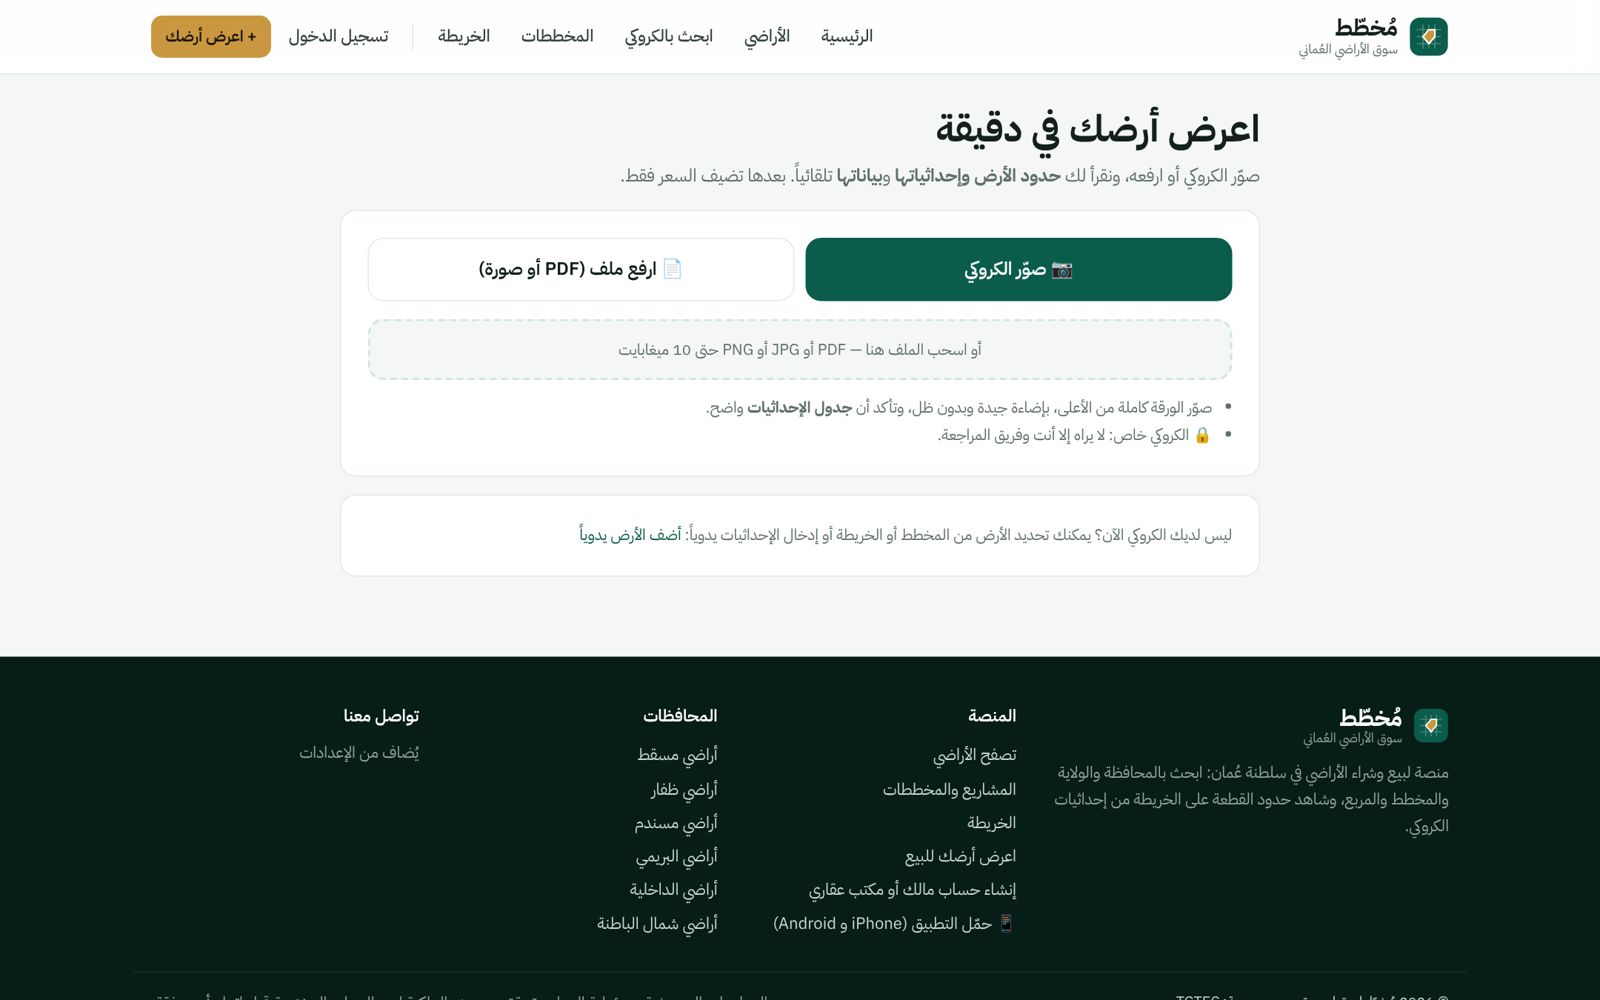 مُخطّط
سوق الأراضي العُماني
الرئيسية
الأراضي
ابحث بالكروكي
المخططات
الخريطة
تسجيل الدخول
+ اعرض أرضك
اعرض أرضك في دقيقة
صوّر الكروكي أو ارفعه، ونقرأ لك حدود الأرض وإحداثياتها وبياناتها تلقائياً. بعدها تضيف السعر فقط.
📷 صوّر الكروكي
📄 ارفع ملف (PDF أو صورة)
أو اسحب الملف هنا — PDF أو JPG أو PNG حتى 10 ميغابايت
• صوّر الورقة كاملة من الأعلى، بإضاءة جيدة وبدون ظل، وتأكد أن جدول الإحداثيات واضح.
• 🔒 الكروكي خاص: لا يراه إلا أنت وفريق المراجعة.
ليس لديك الكروكي الآن؟ يمكنك تحديد الأرض من المخطط أو الخريطة أو إدخال الإحداثيات يدوياً: أضف الأرض يدوياً
مُخطّط
سوق الأراضي العُماني
منصة لبيع وشراء الأراضي في سلطنة عُمان: ابحث بالمحافظة والولاية
والمخطط والمربع، وشاهد حدود القطعة على الخريطة من إحداثيات
الكروكي.
المنصة
تصفح الأراضي
المشاريع والمخططات
الخريطة
اعرض أرضك للبيع
إنشاء حساب مالك أو مكتب عقاري
📱 حمّل التطبيق (iPhone و Android)
المحافظات
أراضي مسقط
أراضي ظفار
أراضي مسندم
أراضي البريمي
أراضي الداخلية
أراضي شمال الباطنة
تواصل معنا
يُضاف من الإعدادات